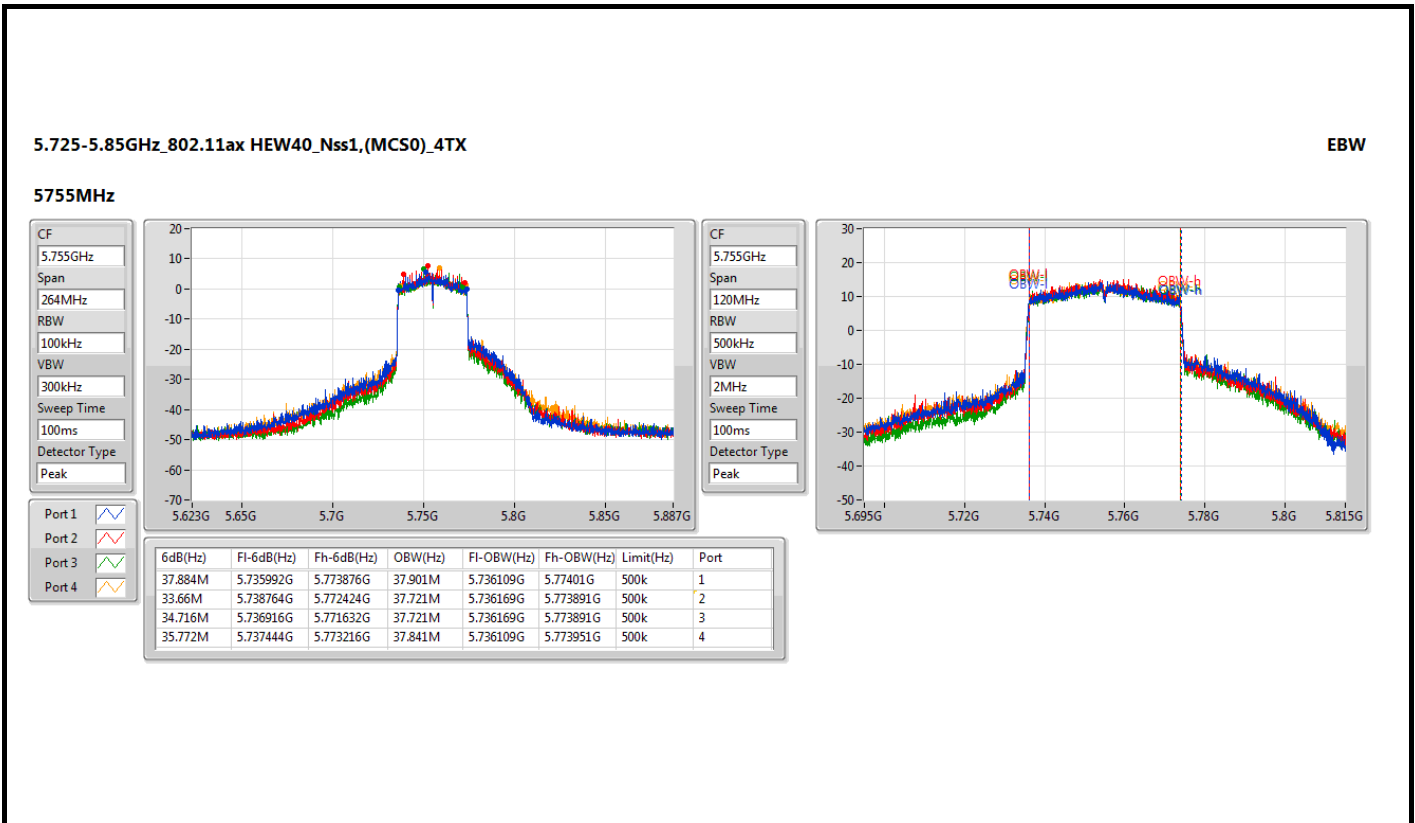 5.725-5.85GHz_802.11ax HEW40_Nss1,(MCS0)_4TX EBW
5755MHz
CF
5.755GHz
Span
264MHz
RBW
100kHz
VBW
300kHz
Sweep Time
100ms
Detector Type
Peak
Port 1
Port 2
Port 3
Port 4
20
10
0
-10
-20
-30
-40
-50
-60
-70
5.623G 5.65G 5.7G 5.75G 5.8G 5.85G 5.887G
CF
5.755GHz
Span
120MHz
RBW
500kHz
VBW
2MHz
Sweep Time
100ms
Detector Type
Peak
30
20
10
0
-10
-20
-30
-40
-50
OBW-l
OBW-l
OBW-h
OBW-h
5.695G 5.72G 5.74G 5.76G 5.78G 5.8G 5.815G
6dB(Hz) Fl-6dB(Hz) Fh-6dB(Hz) OBW(Hz) Fl-OBW(Hz) Fh-OBW(Hz) Limit(Hz) Port
37.884M 5.735992G 5.773876G 37.901M 5.736109G 5.77401G 500k 1
33.66M 5.738764G 5.772424G 37.721M 5.736169G 5.773891G 500k 2
34.716M 5.736916G 5.771632G 37.721M 5.736169G 5.773891G 500k 3
35.772M 5.737444G 5.773216G 37.841M 5.736109G 5.773951G 500k 4